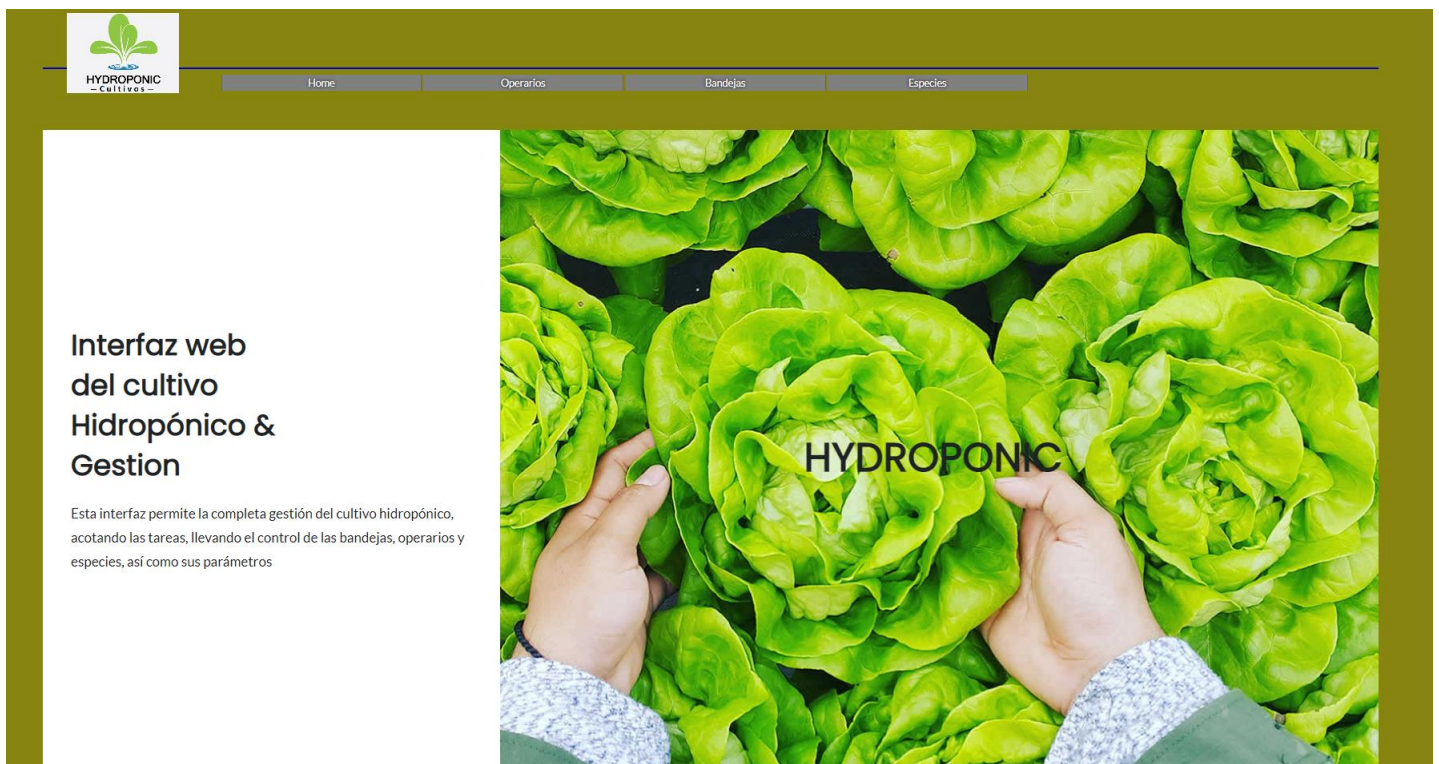 HYDROPONIC
– Cultivos –
Home
Operarios
Bandejas
Especies
Interfaz web
del cultivo
Hidropónico &
Gestion
Esta interfaz permite la completa gestión del cultivo hidropónico,
acotando las tareas, llevando el control de las bandejas, operarios y
especies, así como sus parámetros
HYDROPONIC